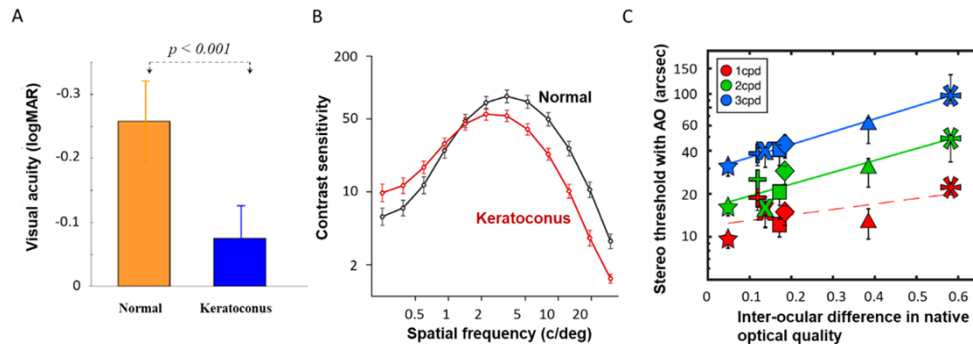 A
p < 0.001
Visual acuity (logMAR)
-0.3
-0.2
-0.1
0
Normal
Keratoconus
B
Contrast sensitivity
200
50
10
2
Normal
Keratoconus
0.5
1
2
5
10
20
Spatial frequency (c/deg)
C
Stereo threshold with AO (arcsec)
150
100
60
40
20
10
1cpd
2cpd
3cpd
0
0.1
0.2
0.3
0.4
0.5
0.6
Inter-ocular difference in native
optical quality